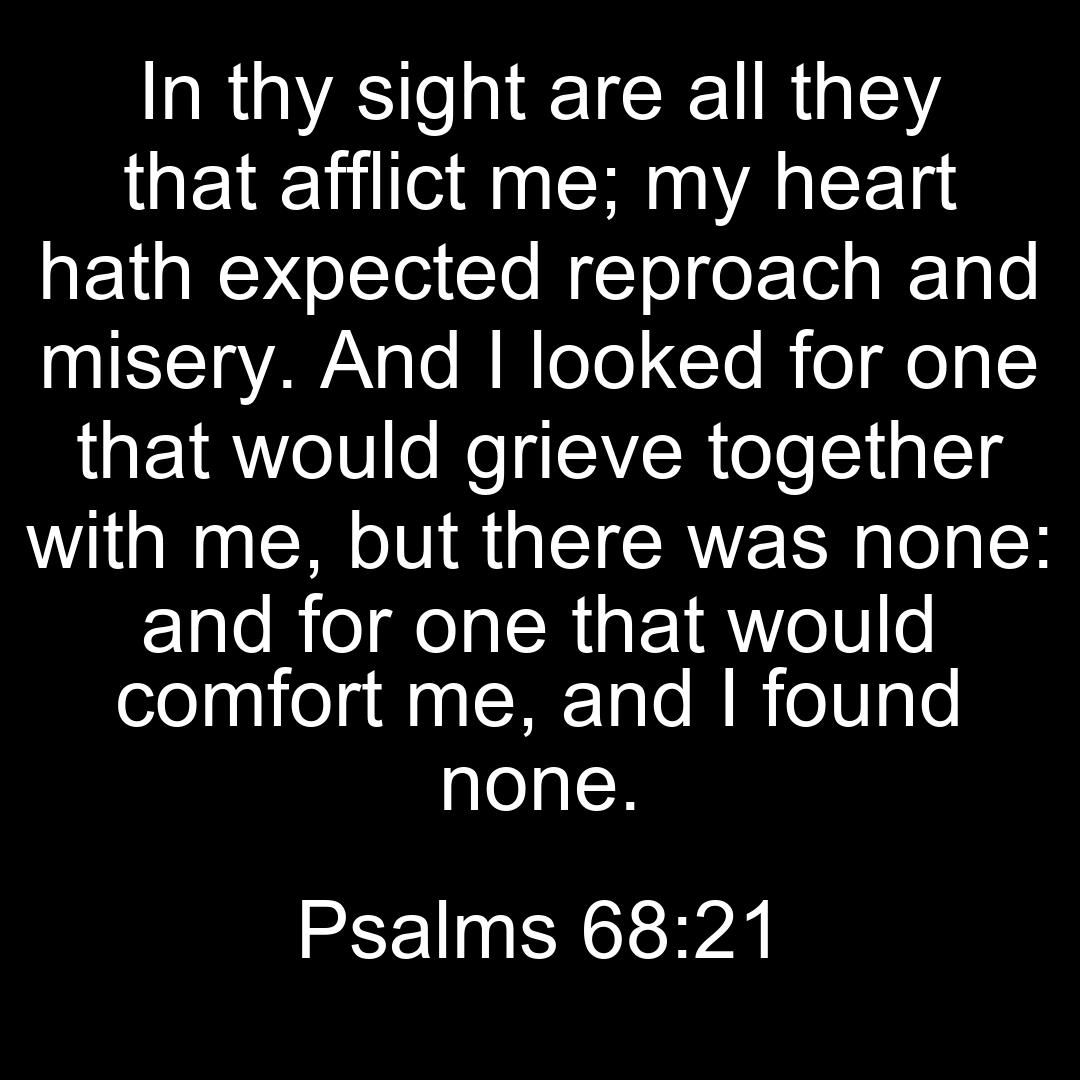 In thy sight are all they
that afflict me; my heart
hath expected reproach and
misery. And I looked for one
that would grieve together
with me, but there was none:
and for one that would
comfort me, and I found
none.
Psalms 68:21